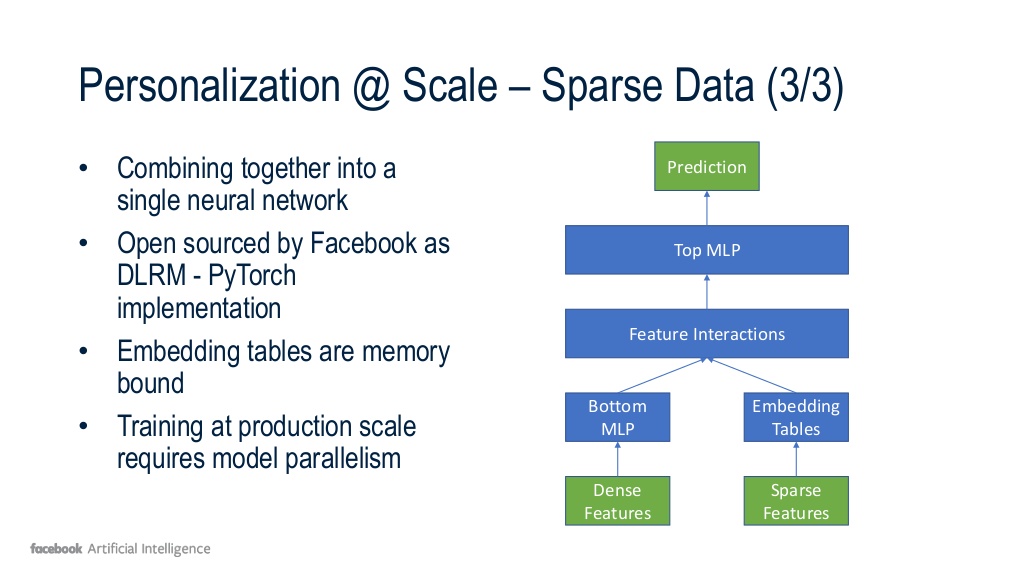 Personalization @ Scale – Sparse Data (3/3)
• Combining together into a
single neural network
• Open sourced by Facebook as
DLRM - PyTorch
implementation
• Embedding tables are memory
bound
• Training at production scale
requires model parallelism
Prediction
Top MLP
Feature Interactions
Bottom
MLP
Embedding
Tables
Dense
Features
Sparse
Features
facebook Artificial Intelligence